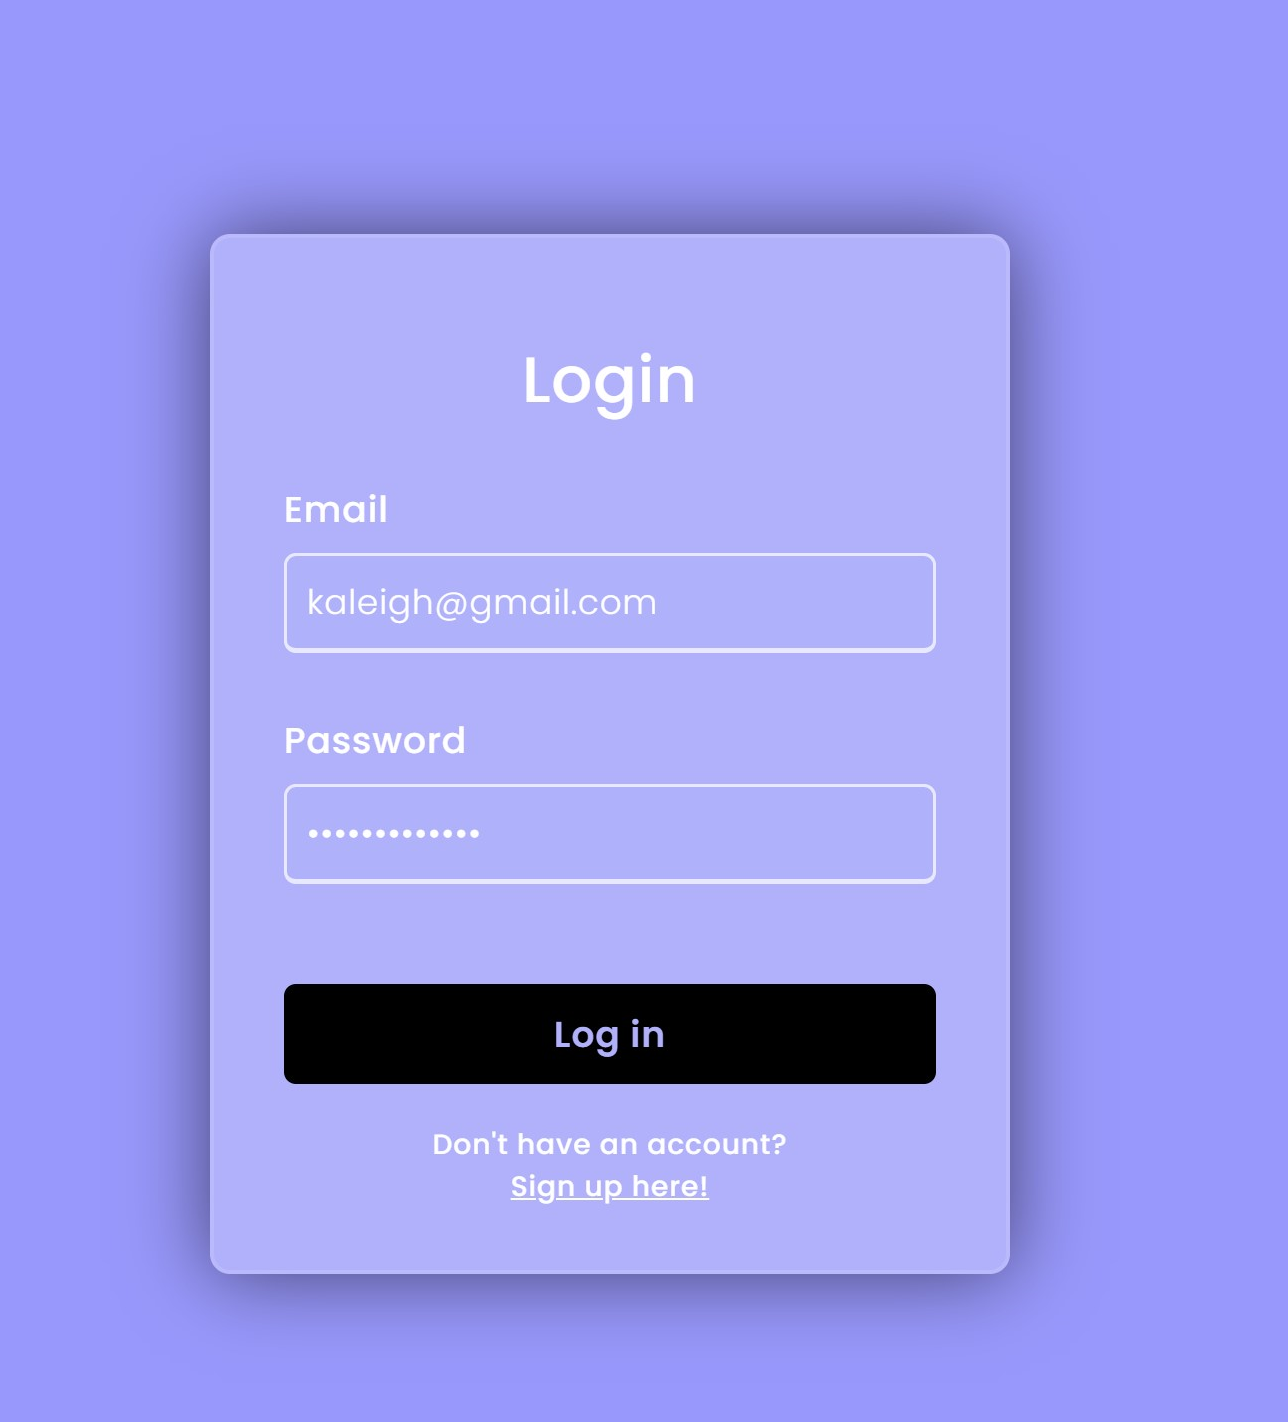 Login
Email
kaleigh@gmail.com
Password
•••••••••••••
Log in
Don't have an account?
Sign up here!